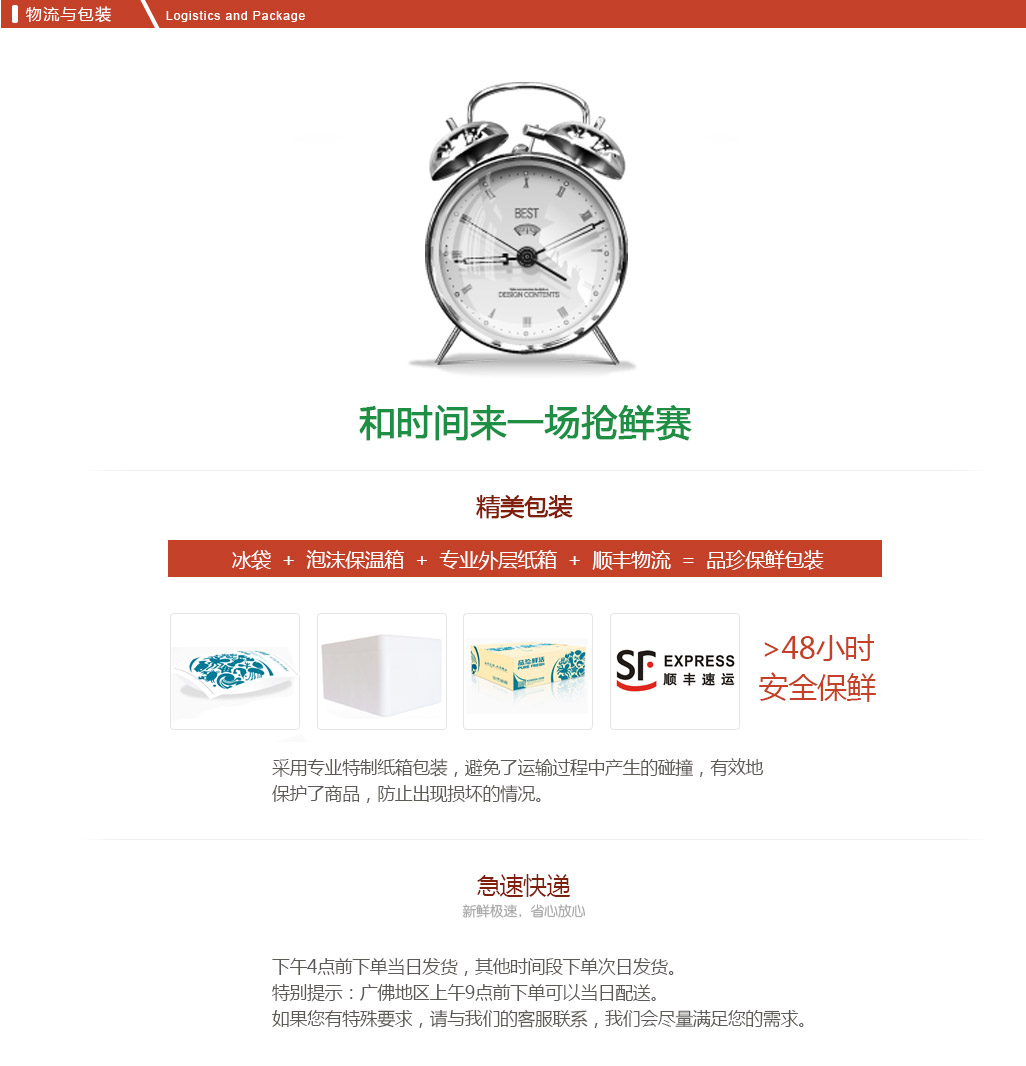 物流与包装
Logistics and Package
BEST
DESIGN CONTENTS
和时间来一场抢鲜赛
精美包装
冰袋 + 泡沫保温箱 + 专业外层纸箱 + 顺丰物流 = 品珍保鲜包装
品珍鲜活
PURE FRESH
SF EXPRESS
顺丰速运
>48小时
安全保鲜
采用专业特制纸箱包装，避免了运输过程中产生的碰撞，有效地
保护了商品，防止出现损坏的情况。
急速快递
新鲜极速，省心放心
下午4点前下单当日发货，其他时间段下单次日发货。
特别提示：广佛地区上午9点前下单可以当日配送。
如果您有特殊要求，请与我们的客服联系，我们会尽量满足您的需求。